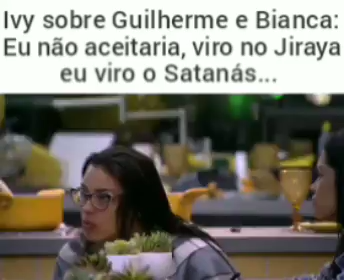 Ivy sobre Guilherme e Bianca:
Eu não aceitaria, viro no Jiraya
eu viro o Satanás...